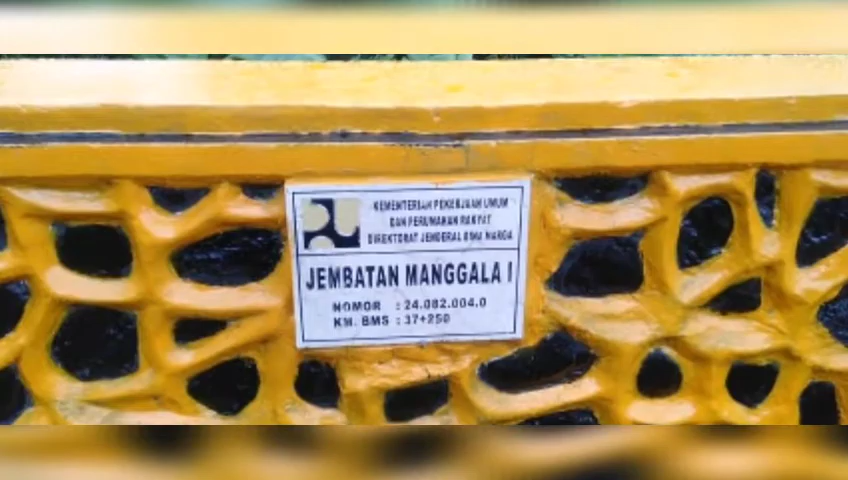 KEMENTERIAN PEKERJAAN UMUM
DAN PERUMAHAN RAKYAT
DIREKTORAT JENDERAL BINA MARGA
JEMBATAN MANGGALA I
NOMOR : 24.082.004.0
KM. BMS : 37+250